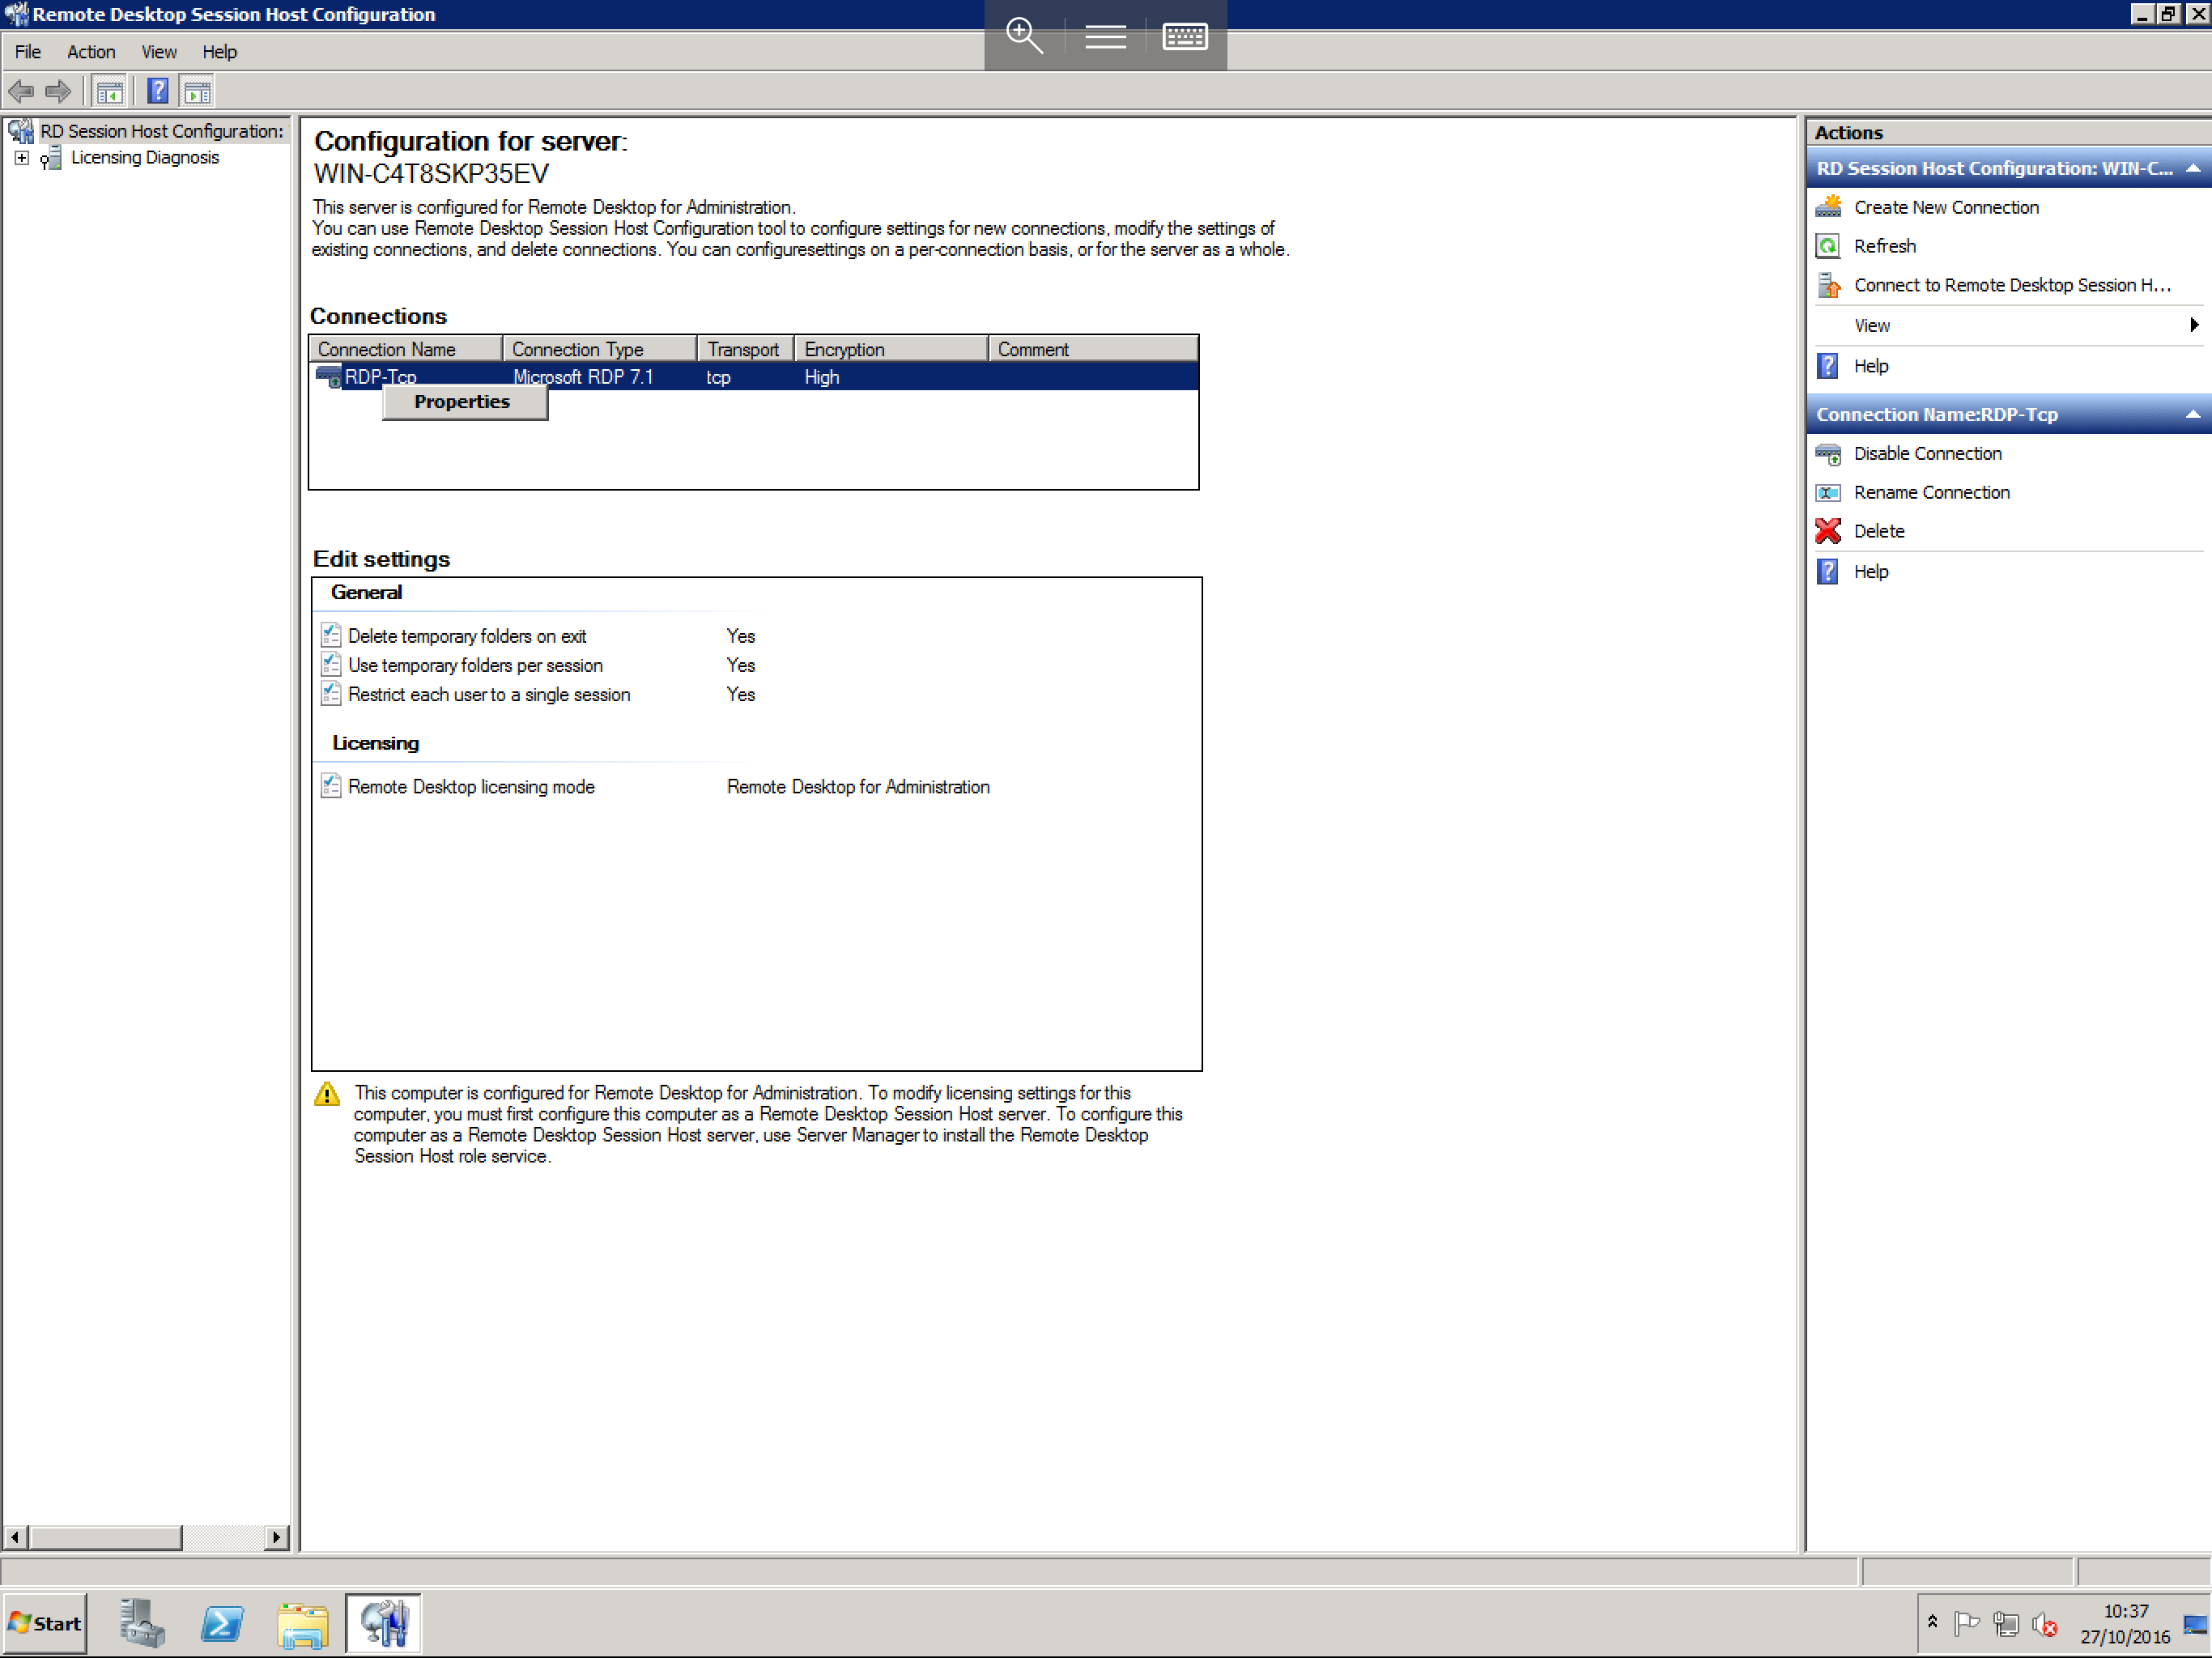 Remote Desktop Session Host Configuration
File Action View Help
RD Session Host Configuration:
Licensing Diagnosis
Configuration for server:
WIN-C4T8SKP35EV
This server is configured for Remote Desktop for Administration.
You can use Remote Desktop Session Host Configuration tool to configure settings for new connections, modify the settings of
existing connections, and delete connections. You can configuresettings on a per-connection basis, or for the server as a whole.
Connections
Connection Name Connection Type Transport Encryption Comment
RDP-Tcp Microsoft RDP 7.1 tcp High
Properties
Edit settings
General
Delete temporary folders on exit Yes
Use temporary folders per session Yes
Restrict each user to a single session Yes
Licensing
Remote Desktop licensing mode Remote Desktop for Administration
This computer is configured for Remote Desktop for Administration. To modify licensing settings for this
computer, you must first configure this computer as a Remote Desktop Session Host server. To configure this
computer as a Remote Desktop Session Host server, use Server Manager to install the Remote Desktop
Session Host role service.
Actions
RD Session Host Configuration: WIN-C...
Create New Connection
Refresh
Connect to Remote Desktop Session H...
View
Help
Connection Name:RDP-Tcp
Disable Connection
Rename Connection
Delete
Help
Start
10:37
27/10/2016